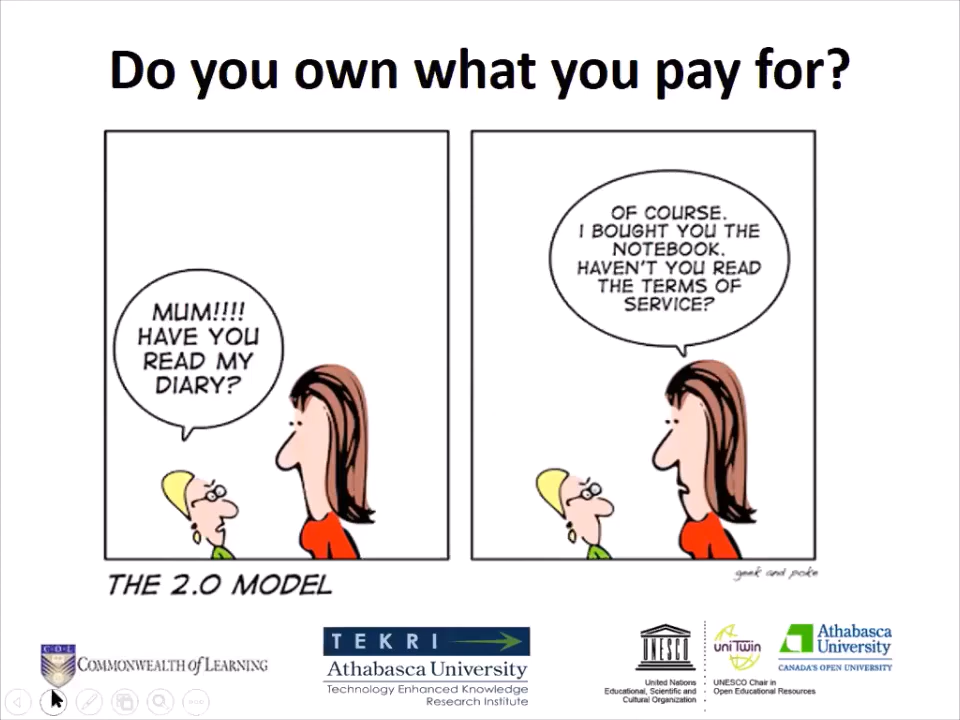 Do you own what you pay for?
MUM!!!!
HAVE YOU
READ MY
DIARY?
OF COURSE.
I BOUGHT YOU THE
NOTEBOOK.
HAVEN'T YOU READ
THE TERMS OF
SERVICE?
THE 2.0 MODEL
geek and poke
C·O·L
COMMONWEALTH of LEARNING
TEKRI
Athabasca University
Technology Enhanced Knowledge
Research Institute
UNESCO
United Nations
Educational, Scientific and
Cultural Organization
uniTwin
UNESCO Chair in
Open Educational Resources
Athabasca
University
CANADA'S OPEN UNIVERSITY